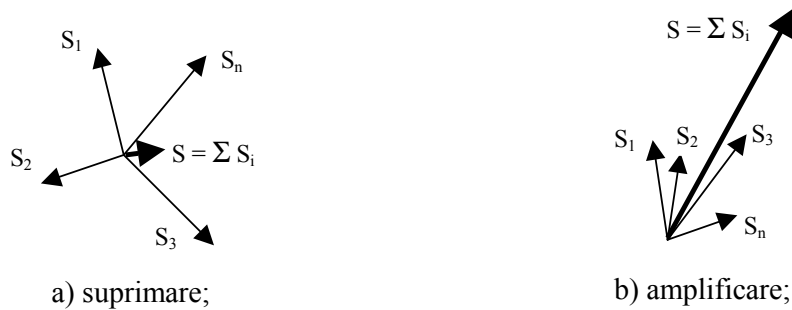 S₁
Sₙ
S₂
S = Σ Sᵢ
S₃
a) suprimare;
S = Σ Sᵢ
S₁
S₂
S₃
Sₙ
b) amplificare;